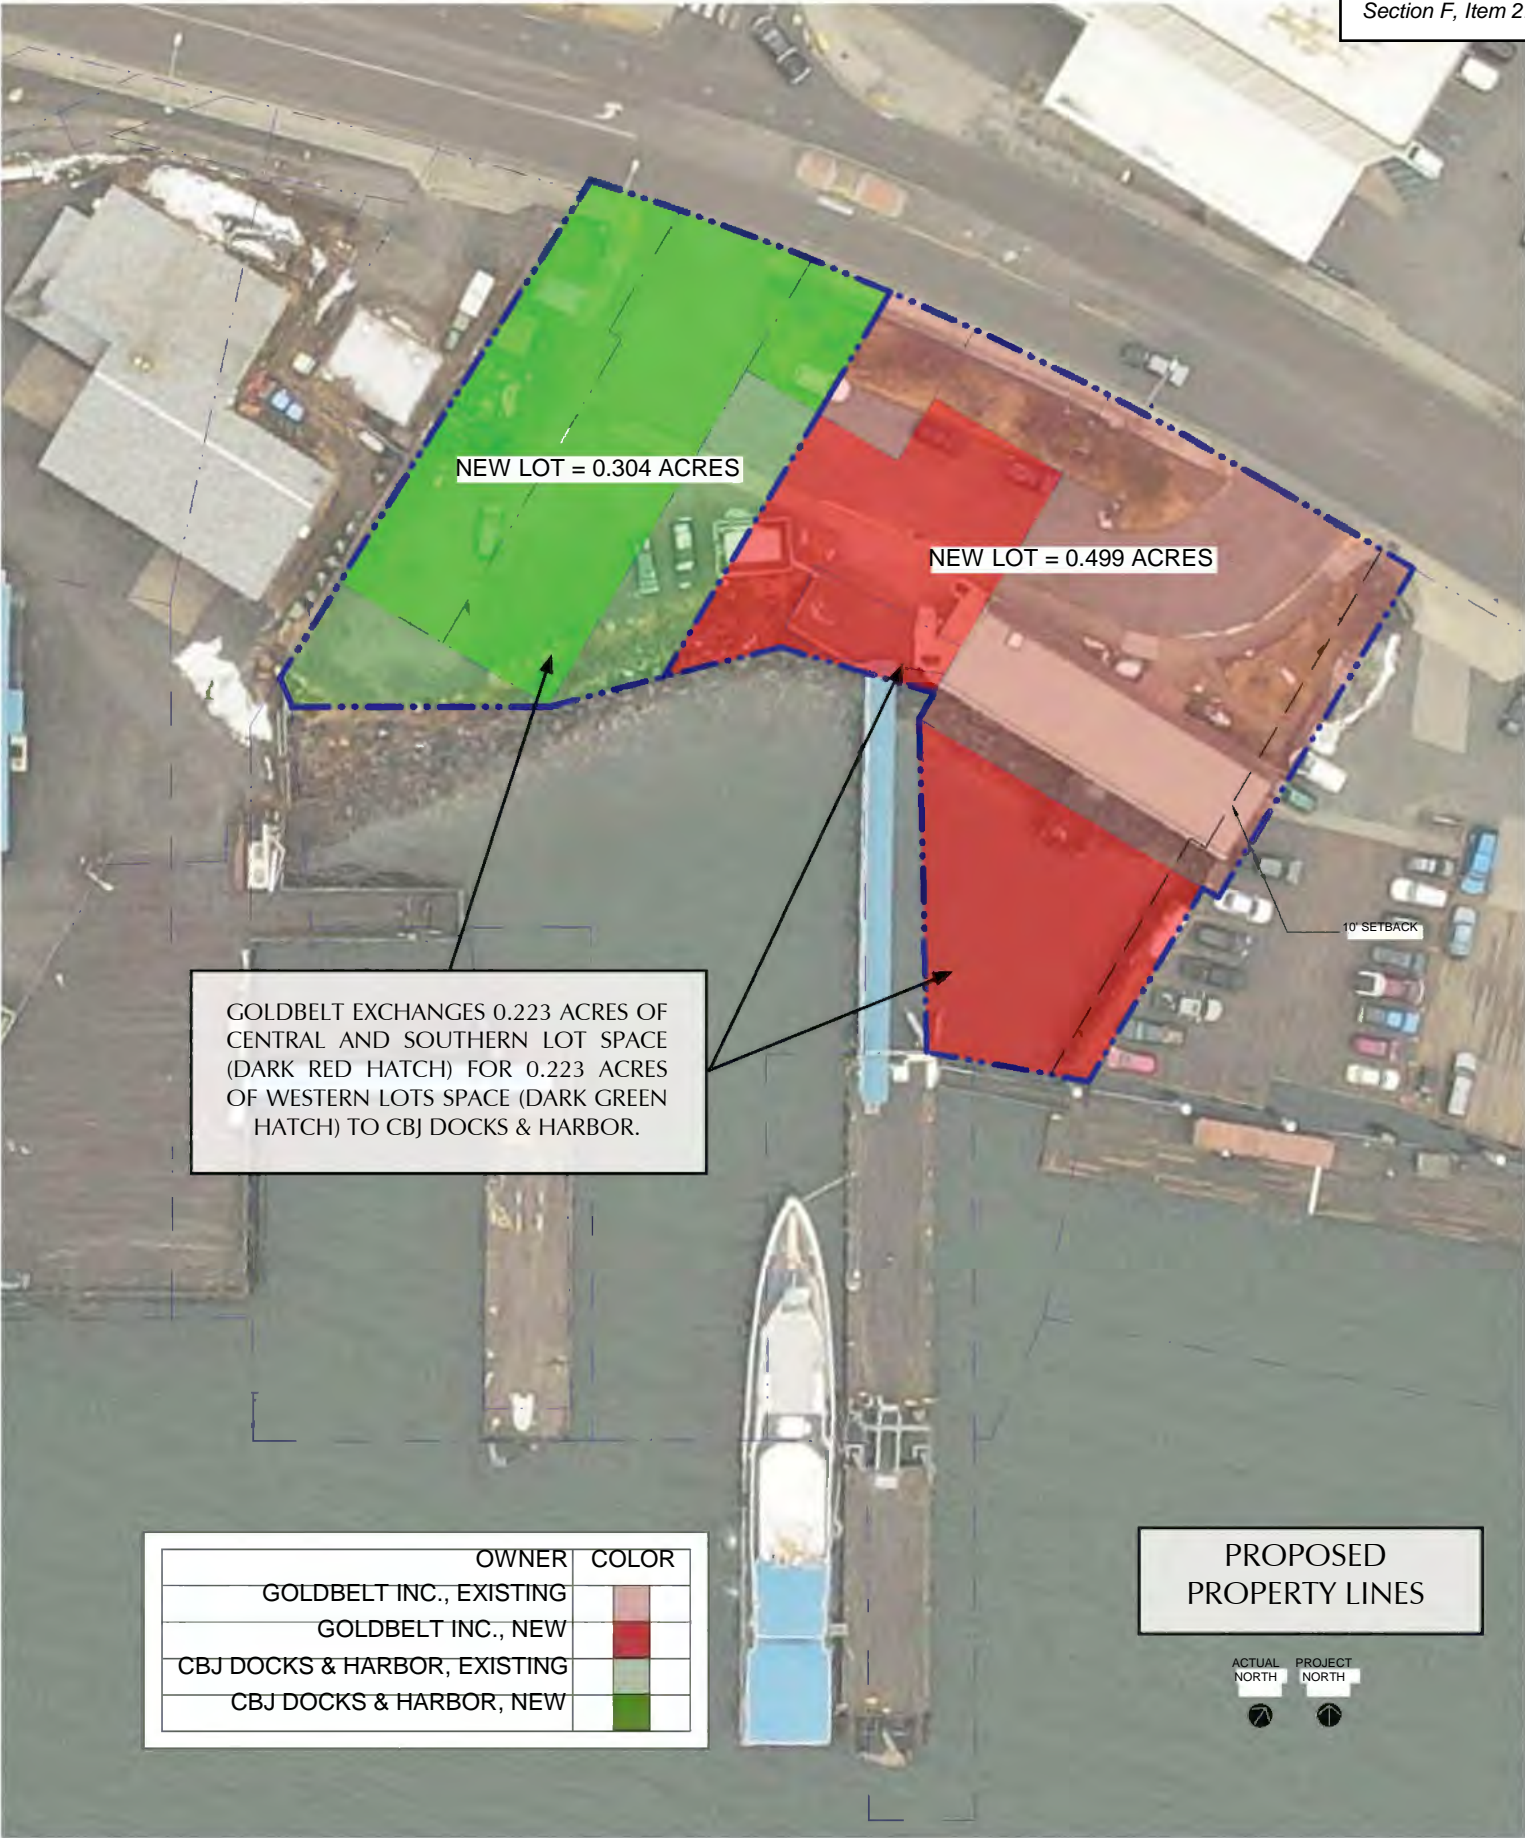 Section F, Item 2.
NEW LOT = 0.304 ACRES
NEW LOT = 0.499 ACRES
10' SETBACK
GOLDBELT EXCHANGES 0.223 ACRES OF
CENTRAL AND SOUTHERN LOT SPACE
(DARK RED HATCH) FOR 0.223 ACRES
OF WESTERN LOTS SPACE (DARK GREEN
HATCH) TO CBJ DOCKS & HARBOR.
OWNER COLOR
GOLDBELT INC., EXISTING
GOLDBELT INC., NEW
CBJ DOCKS & HARBOR, EXISTING
CBJ DOCKS & HARBOR, NEW
PROPOSED
PROPERTY LINES
ACTUAL PROJECT
NORTH NORTH